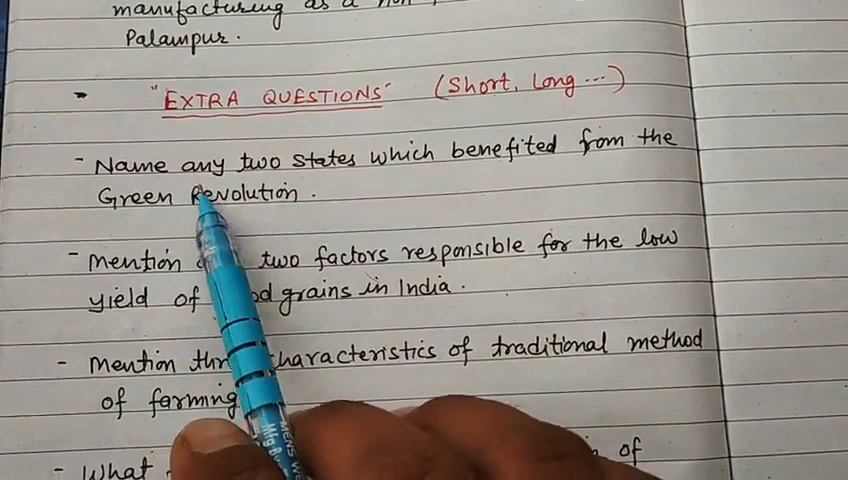 manufacturing as a
Palampur.
"EXTRA QUESTIONS" (Short, Long ...)
- Name any two states which benefited from the
Green Revolution.
- Mention two factors responsible for the low
yield of grains in India.
- Mention characteristics of traditional method
of farming
- What of